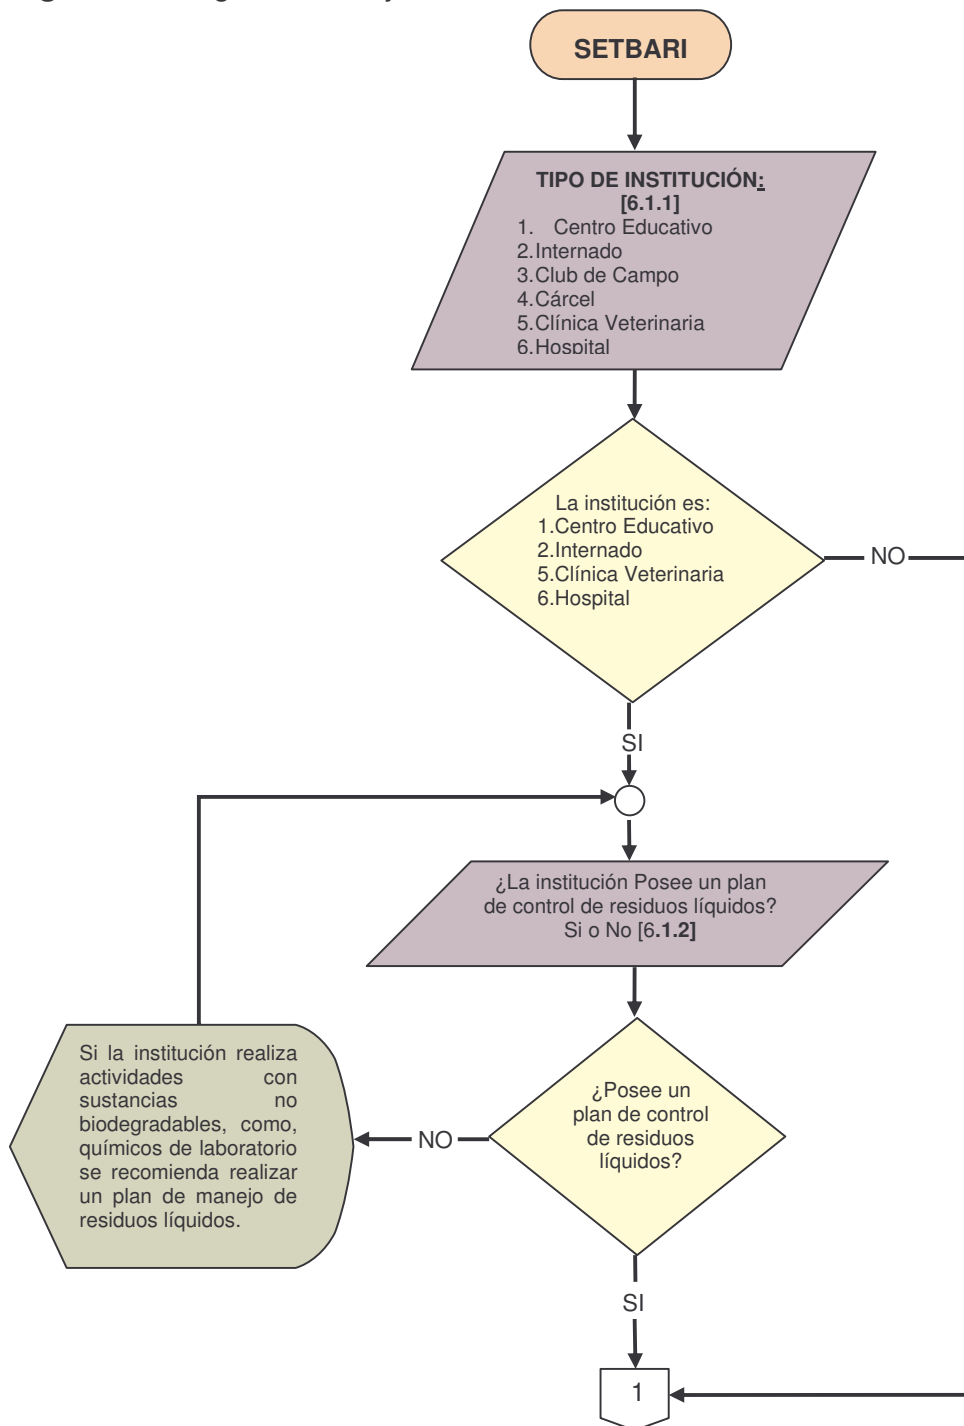 SETBARI
TIPO DE INSTITUCIÓN:
[6.1.1]
1. Centro Educativo
2.Internado
3.Club de Campo
4.Cárcel
5.Clínica Veterinaria
6.Hospital
La institución es:
1.Centro Educativo
2.Internado
5.Clínica Veterinaria
6.Hospital
NO
SI
¿La institución Posee un plan
de control de residuos líquidos?
Si o No [6.1.2]
Si la institución realiza
actividades con
sustancias no
biodegradables, como,
químicos de laboratorio
se recomienda realizar
un plan de manejo de
residuos líquidos.
NO
¿Posee un
plan de control
de residuos
líquidos?
SI
1